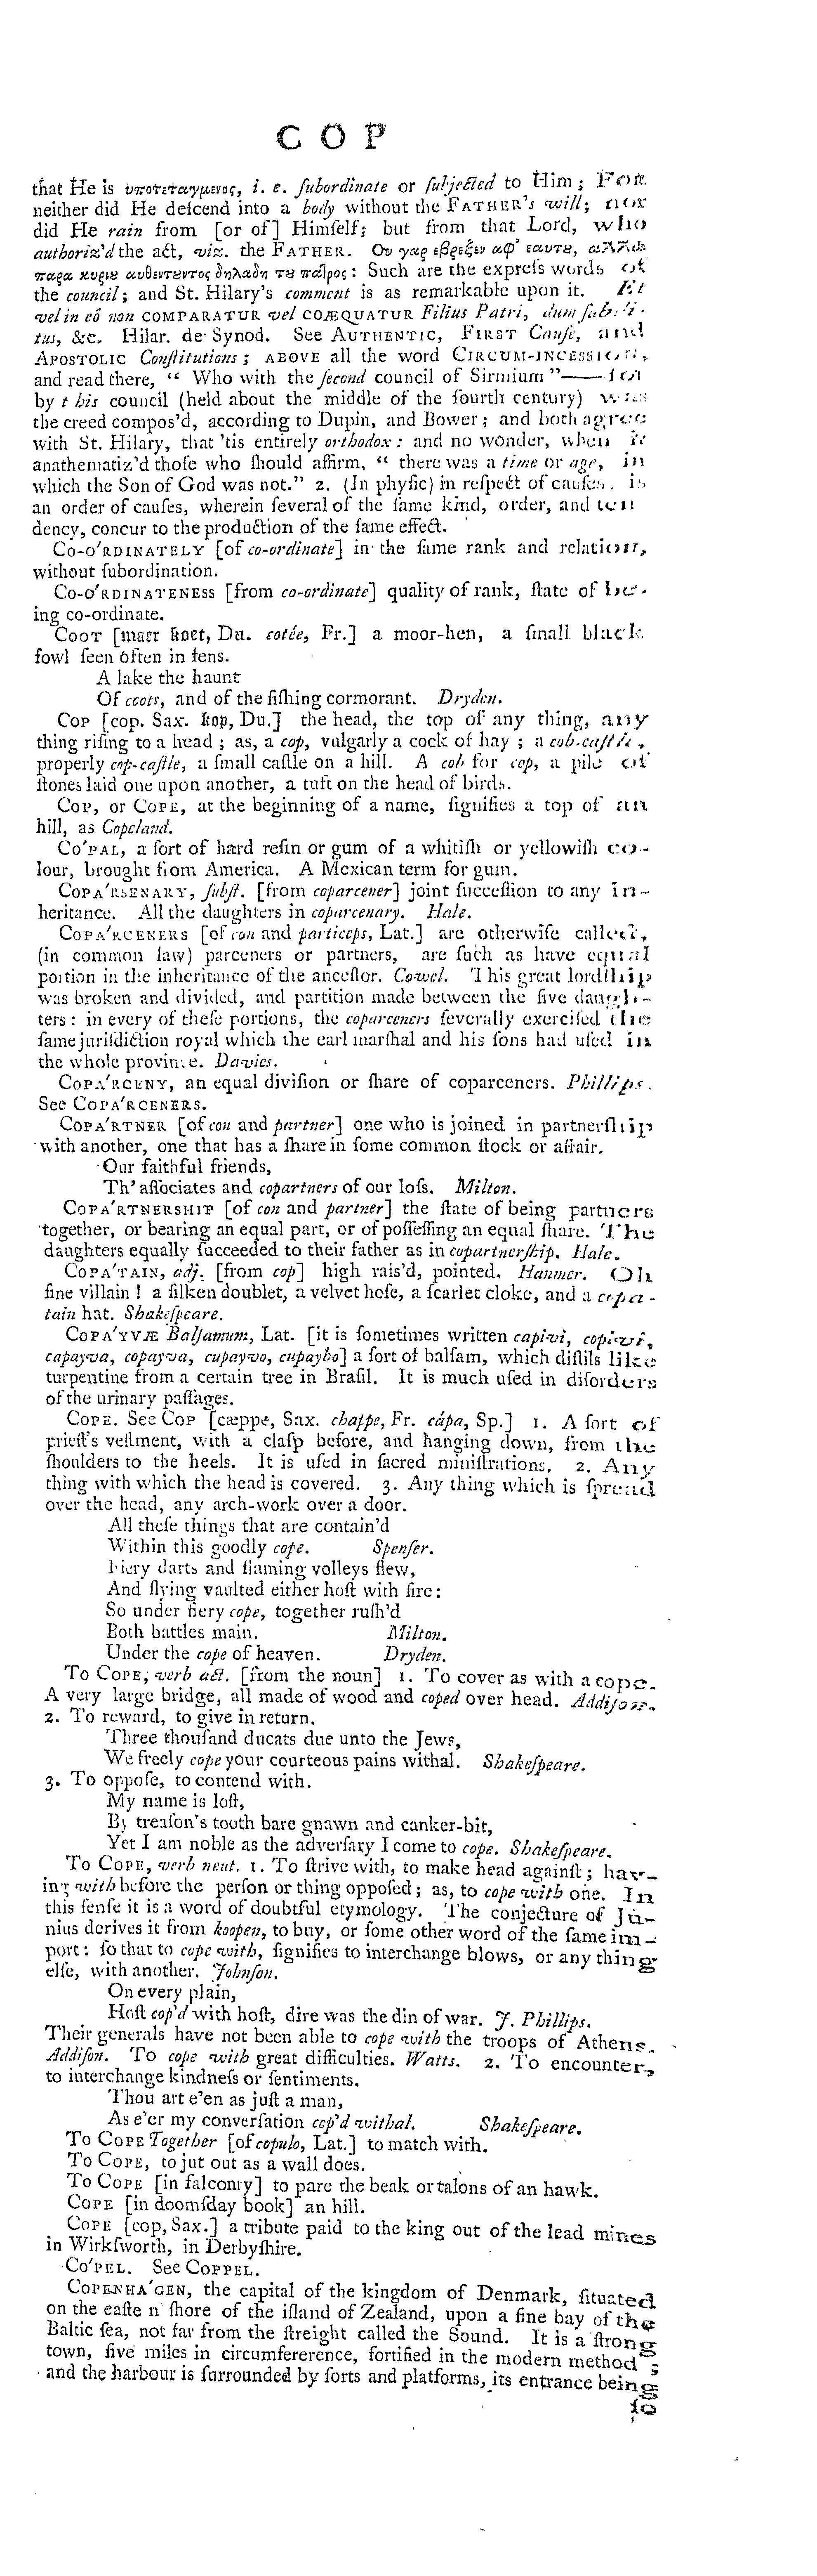 COP
that He is υποτεταγμενος, i. e. ſubordinate or ſubjected to Him; For
neither did He deſcend into a body without the FATHER's will; nor
did He rain from [or of] Himſelf; but from that Lord, who
authoriz'd the act, viz. the FATHER. Ου γαρ εβρεξεν αφ' εαυτου, αλλα
παρα κυριου αυθεντουντος δηλαδη του πατρος: Such are the expreſs words of
the council; and St. Hilary's comment is as remarkable upon it. Et
vel in eó non COMPARATUR vel COÆQUATUR Filius Patri, dum ſubdi-
tus, &c. Hilar. de Synod. See AUTHENTIC, FIRST Cauſe, and
APOSTOLIC Conſtitutions; ABOVE all the word CIRCUM-INCESSION,
and read there, “ Who with the ſecond council of Sirmium ”——for
by t his council (held about the middle of the fourth century) was
the creed compos'd, according to Dupin, and Bower; and both agree
with St. Hilary, that 'tis entirely orthodox: and no wonder, when it
anathematiz'd thoſe who ſhould affirm, “ there was a time or age, in
which the Son of God was not.” 2. (In phyſic) in reſpect of cauſes. is
an order of cauſes, wherein ſeveral of the ſame kind, order, and ten
dency, concur to the production of the ſame effect.
CO-O'RDINATELY [of co-ordinate] in the ſame rank and relation,
without ſubordination.
CO-O'RDINATENESS [from co-ordinate] quality of rank, ſtate of be-
ing co-ordinate.
COOT [maer koet, Du. cotée, Fr.] a moor-hen, a ſmall black
fowl ſeen often in fens.
A lake the haunt
Of coots, and of the fiſhing cormorant. Dryden.
COP [cop. Sax. kop, Du.] the head, the top of any thing, any
thing riſing to a head; as, a cop, vulgarly a cock of hay; a cob-caſtle,
properly cop-caſtle, a ſmall caſtle on a hill. A cob for cop, a pile of
ſtones laid one upon another, a tuft on the head of birds.
COP, or COPE, at the beginning of a name, ſignifies a top of an
hill, as Copeland.
CO'PAL, a ſort of hard reſin or gum of a whitiſh or yellowiſh co-
lour, brought from America. A Mexican term for gum.
COPA'RSENARY, ſubſt. [from coparcener] joint ſucceſſion to any in-
heritance. All the daughters in coparcenary. Hale.
COPA'RCENERS [of con and particeps, Lat.] are otherwiſe called,
(in common law) parceners or partners, are ſuch as have equal
portion in the inheritance of the anceſtor. Cowel. This great lordſhip
was broken and divided, and partition made between the five daugh-
ters: in every of theſe portions, the coparceners ſeverally exerciſed the
ſame juriſdiction royal which the earl marſhal and his ſons had uſed in
the whole province. Davies.
COPA'RCENY, an equal diviſion or ſhare of coparceners. Phillips.
See COPA'RCENERS.
COPA'RTNER [of con and partner] one who is joined in partnerſhip
with another, one that has a ſhare in ſome common ſtock or affair.
Our faithful friends,
Th' aſſociates and copartners of our loſs. Milton.
COPA'RTNERSHIP [of con and partner] the ſtate of being partners
together, or bearing an equal part, or of poſſeſſing an equal ſhare. The
daughters equally ſucceeded to their father as in copartnerſhip. Hale.
COPA'TAIN, adj. [from cop] high rais'd, pointed. Hanmer. Oh
fine villain! a ſilken doublet, a velvet hoſe, a ſcarlet cloke, and a copa-
tain hat. Shakeſpeare.
COPA'YVÆ Balſamum, Lat. [it is ſometimes written capivi, copivi,
capayva, copayva, cupayvo, cupaybo] a ſort of balſam, which diſtils like
turpentine from a certain tree in Braſil. It is much uſed in diſorders
of the urinary paſſages.
COPE. See COP [cæppe, Sax. chappe, Fr. cápa, Sp.] 1. A ſort of
prieſt's veſtment, with a claſp before, and hanging down, from the
ſhoulders to the heels. It is uſed in ſacred miniſtrations. 2. Any
thing with which the head is covered. 3. Any thing which is ſpread
over the head, any arch-work over a door.
All theſe things that are contain'd
Within this goodly cope. Spenſer.
Fiery darts and flaming volleys flew,
And flying vaulted either hoſt with fire:
So under fiery cope, together ruſh'd
Both battles main. Milton.
Under the cope of heaven. Dryden.
To COPE, verb act. [from the noun] 1. To cover as with a cope.
A very large bridge, all made of wood and coped over head. Addiſon.
2. To reward, to give in return.
Three thouſand ducats due unto the Jews,
We freely cope your courteous pains withal. Shakeſpeare.
3. To oppoſe, to contend with.
My name is loſt,
By treaſon's tooth bare gnawn and canker-bit,
Yet I am noble as the adverſary I come to cope. Shakeſpeare.
To COPE, verb neut. 1. To ſtrive with, to make head againſt; hav-
ing with before the perſon or thing oppoſed; as, to cope with one. In
this ſenſe it is a word of doubtful etymology. The conjecture of Ju-
nius derives it from koopen, to buy, or ſome other word of the ſame im-
port: ſo that to cope with, ſignifies to interchange blows, or any thing
elſe, with another. Johnſon.
On every plain,
Hoſt cop'd with hoſt, dire was the din of war. J. Phillips.
Their generals have not been able to cope with the troops of Athens.
Addiſon. To cope with great difficulties. Watts. 2. To encounter,
to interchange kindneſs or ſentiments.
Thou art e'en as juſt a man,
As e'er my converſation cop'd withal. Shakeſpeare.
To COPE Together [of copulo, Lat.] to match with.
To COPE, to jut out as a wall does.
To COPE [in falconry] to pare the beak or talons of an hawk.
COPE [in doomſday book] an hill.
COPE [cop, Sax.] a tribute paid to the king out of the lead mines
in Wirkſworth, in Derbyſhire.
CO'PEL. See COPPEL.
COPENHA'GEN, the capital of the kingdom of Denmark, ſituated
on the eaſte n ſhore of the iſland of Zealand, upon a fine bay of the
Baltic ſea, not far from the ſtreight called the Sound. It is a ſtrong
town, five miles in circumfererence, fortified in the modern method;
and the harbour is ſurrounded by forts and platforms, its entrance being
ſo